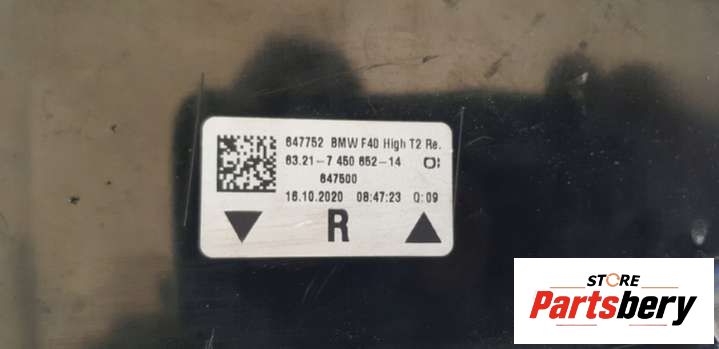 647752 BMW F40 High T2 Re.
63.21-7 450 652-14
647500
16.10.2020 08:47:23 Q:09
R
STORE
Partsbery